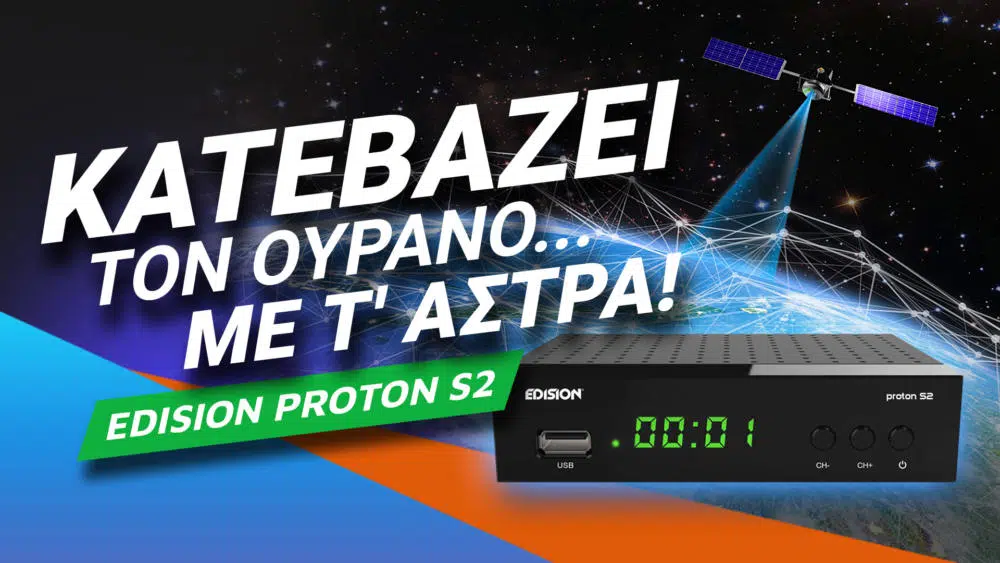 ΚΑΤΕΒΑΖΕΙ
ΤΟΝ ΟΥΡΑΝΟ...
ΜΕ Τ' ΑΣΤΡΑ!
EDISION PROTON S2
EDISION
proton S2
00:01
USB
CH-
CH+